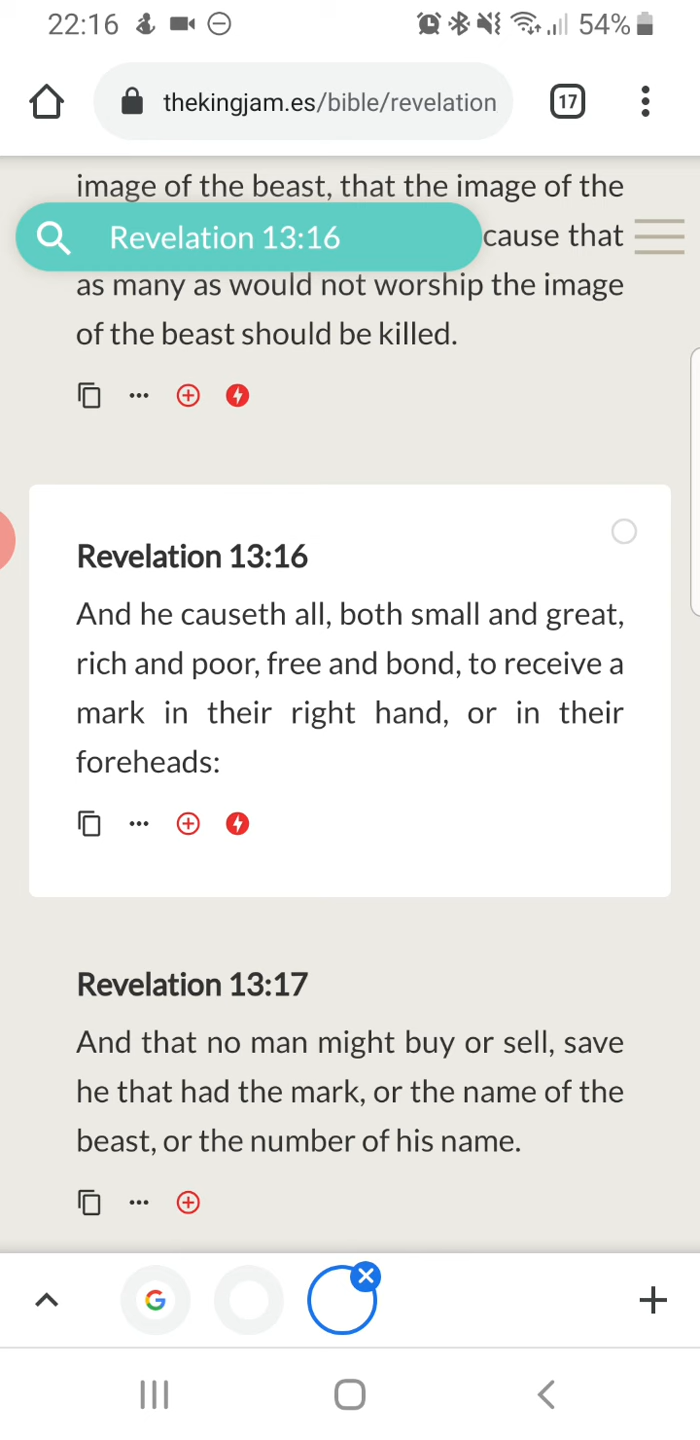 22:16 54%
thekingjam.es/bible/revelation 17
image of the beast, that the image of the
Revelation 13:16 cause that
as many as would not worship the image
of the beast should be killed.
Revelation 13:16
And he causeth all, both small and great,
rich and poor, free and bond, to receive a
mark in their right hand, or in their
foreheads:
Revelation 13:17
And that no man might buy or sell, save
he that had the mark, or the name of the
beast, or the number of his name.
G